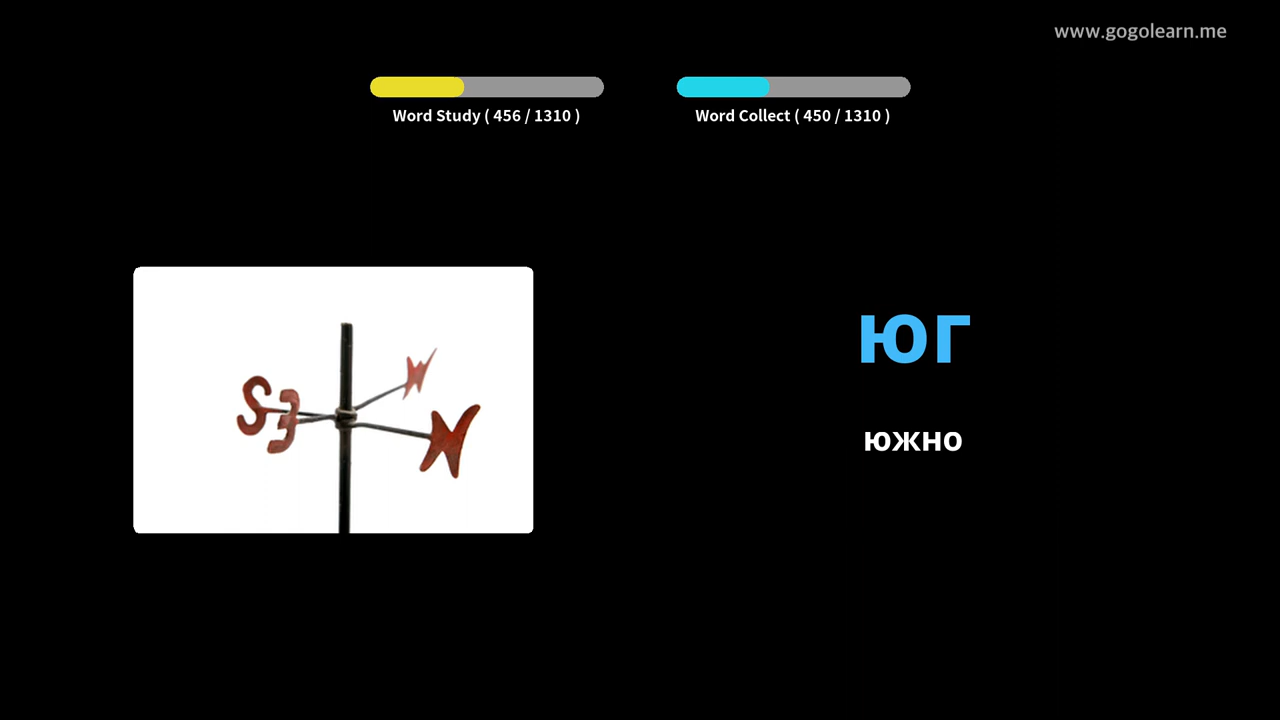 www.gogolearn.me
Word Study ( 456 / 1310 )
Word Collect ( 450 / 1310 )
S
E
N
юг
южно